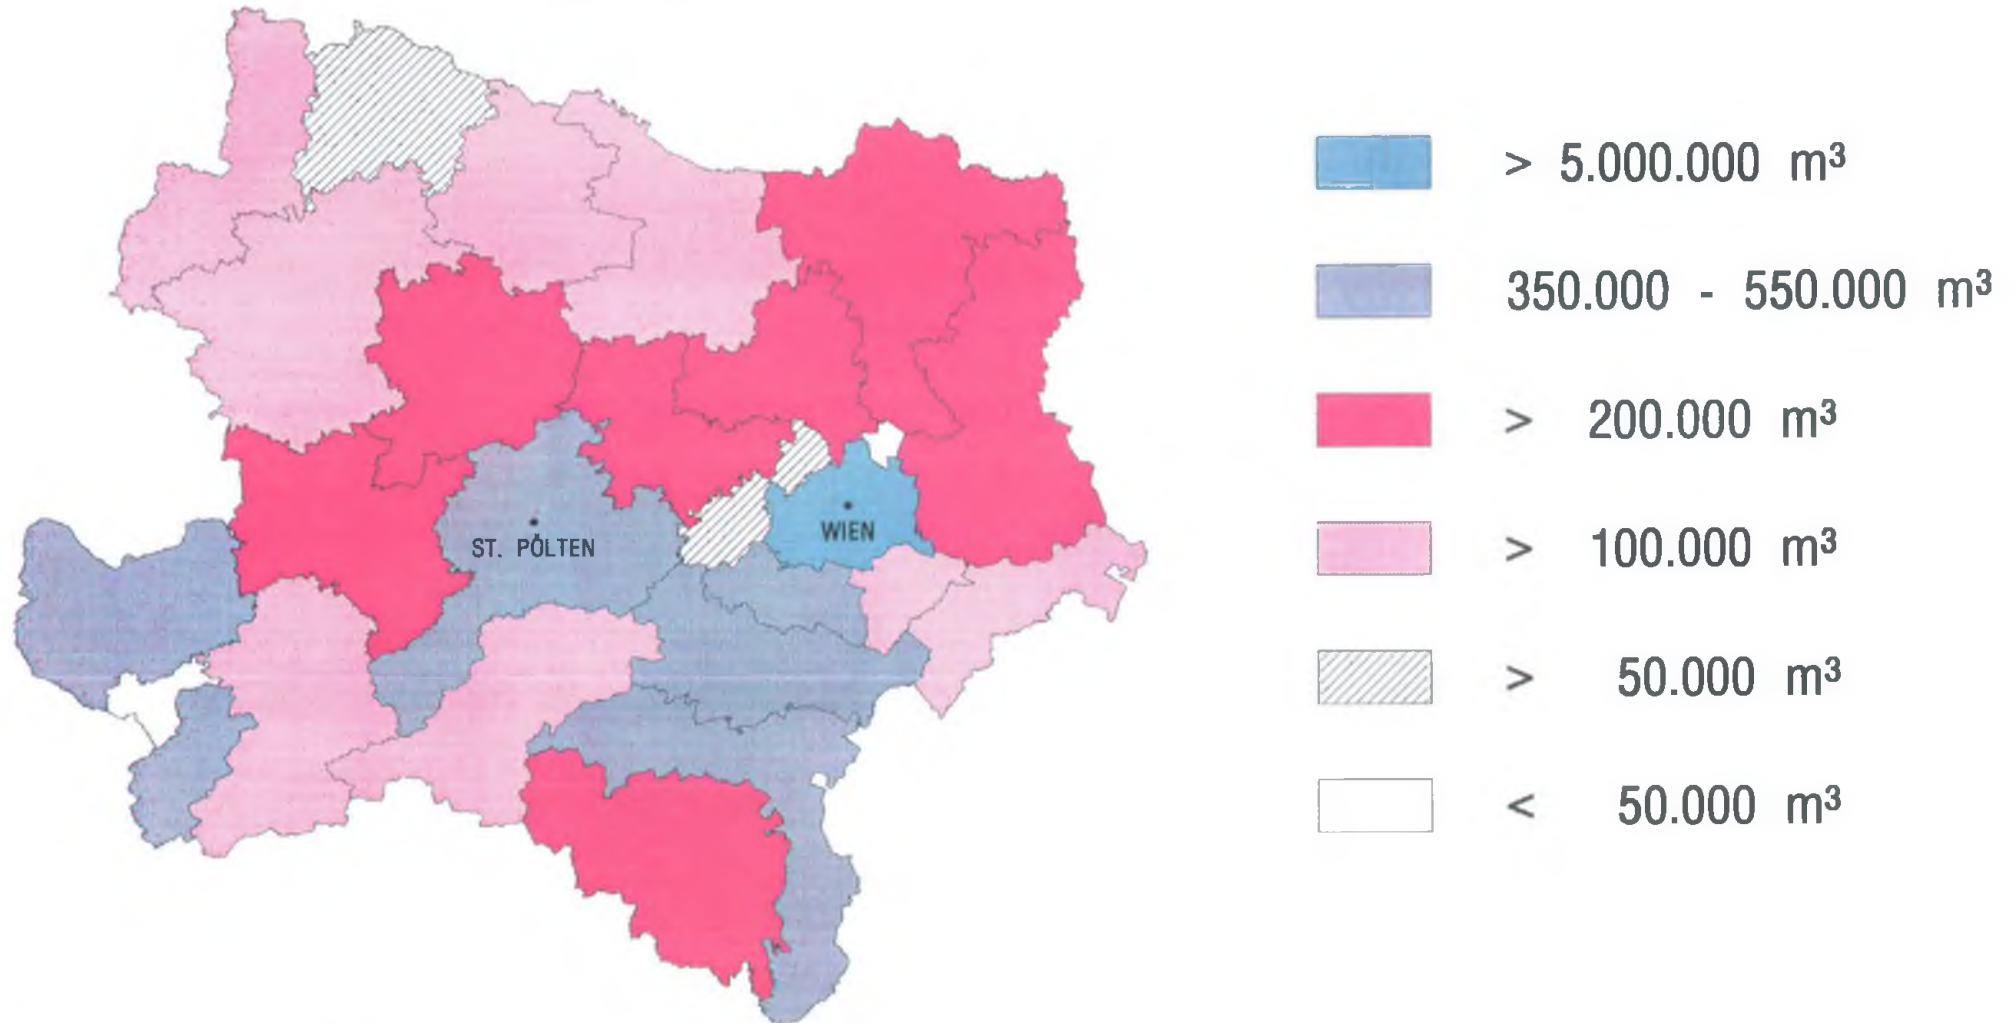 > 5.000.000 m³
350.000 - 550.000 m³
> 200.000 m³
> 100.000 m³
> 50.000 m³
< 50.000 m³
WIEN
ST. PÖLTEN